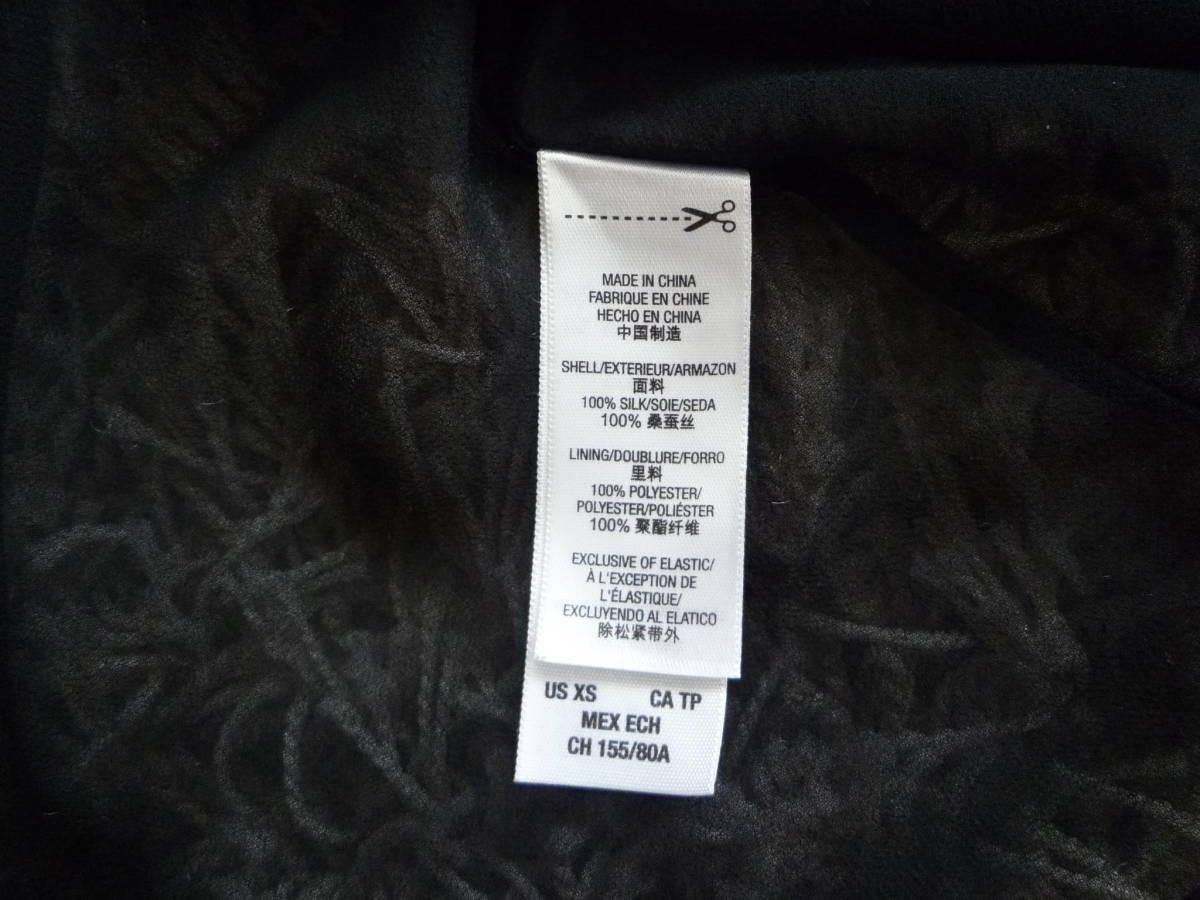 MADE IN CHINA
FABRIQUE EN CHINE
HECHO EN CHINA
中国制造
SHELL/EXTERIEUR/ARMAZON
面料
100% SILK/SOIE/SEDA
100% 桑蚕丝
LINING/DOUBLURE/FORRO
里料
100% POLYESTER/
POLYESTER/POLIÉSTER
100% 聚酯纤维
EXCLUSIVE OF ELASTIC/
À L'EXCEPTION DE
L'ÉLASTIQUE/
EXCLUYENDO AL ELATICO
除松紧带外
US XS CA TP
MEX ECH
CH 155/80A